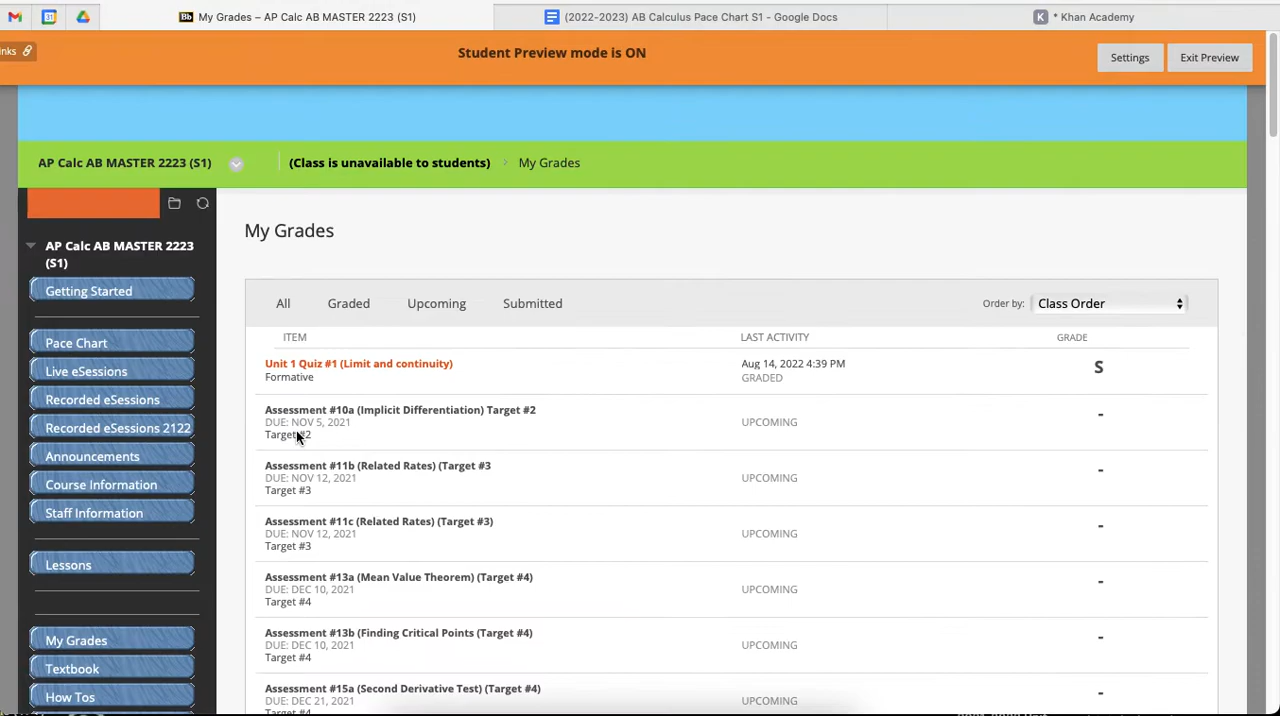 My Grades – AP Calc AB MASTER 2223 (S1)
(2022-2023) AB Calculus Pace Chart S1 - Google Docs
* Khan Academy
Student Preview mode is ON
Settings
Exit Preview
AP Calc AB MASTER 2223 (S1)
(Class is unavailable to students)
My Grades
AP Calc AB MASTER 2223
(S1)
Getting Started
Pace Chart
Live eSessions
Recorded eSessions
Recorded eSessions 2122
Announcements
Course Information
Staff Information
Lessons
My Grades
Textbook
How Tos
My Grades
All
Graded
Upcoming
Submitted
Order by:
Class Order
ITEM
LAST ACTIVITY
GRADE
Unit 1 Quiz #1 (Limit and continuity)
Aug 14, 2022 4:39 PM
S
Formative
GRADED
Assessment #10a (Implicit Differentiation) Target #2
DUE: NOV 5, 2021
UPCOMING
-
Target #2
Assessment #11b (Related Rates) (Target #3
DUE: NOV 12, 2021
UPCOMING
-
Target #3
Assessment #11c (Related Rates) (Target #3)
DUE: NOV 12, 2021
UPCOMING
-
Target #3
Assessment #13a (Mean Value Theorem) (Target #4)
DUE: DEC 10, 2021
UPCOMING
-
Target #4
Assessment #13b (Finding Critical Points (Target #4)
DUE: DEC 10, 2021
UPCOMING
-
Target #4
Assessment #15a (Second Derivative Test) (Target #4)
DUE: DEC 21, 2021
UPCOMING
-
Target #4